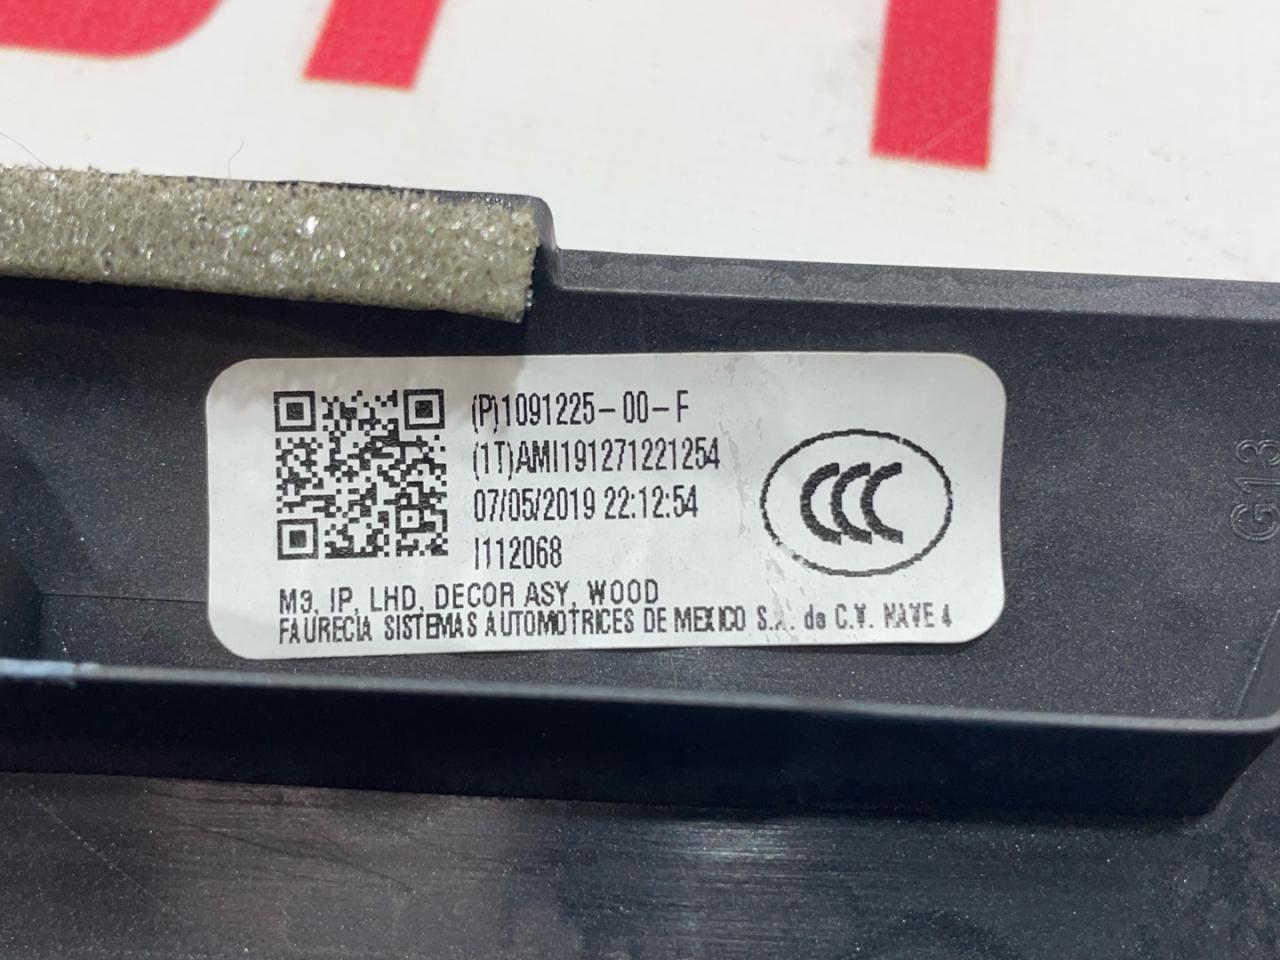 (P)1091225-00-F
(1T)AMI191271221254
07/05/2019 22:12:54
I112068
CCC
M3, IP, LHD, DECOR ASY, WOOD
FAURECIA SISTEMAS AUTOMOTRICES DE MEXICO S.A. de C.V. NAVE 4
G13